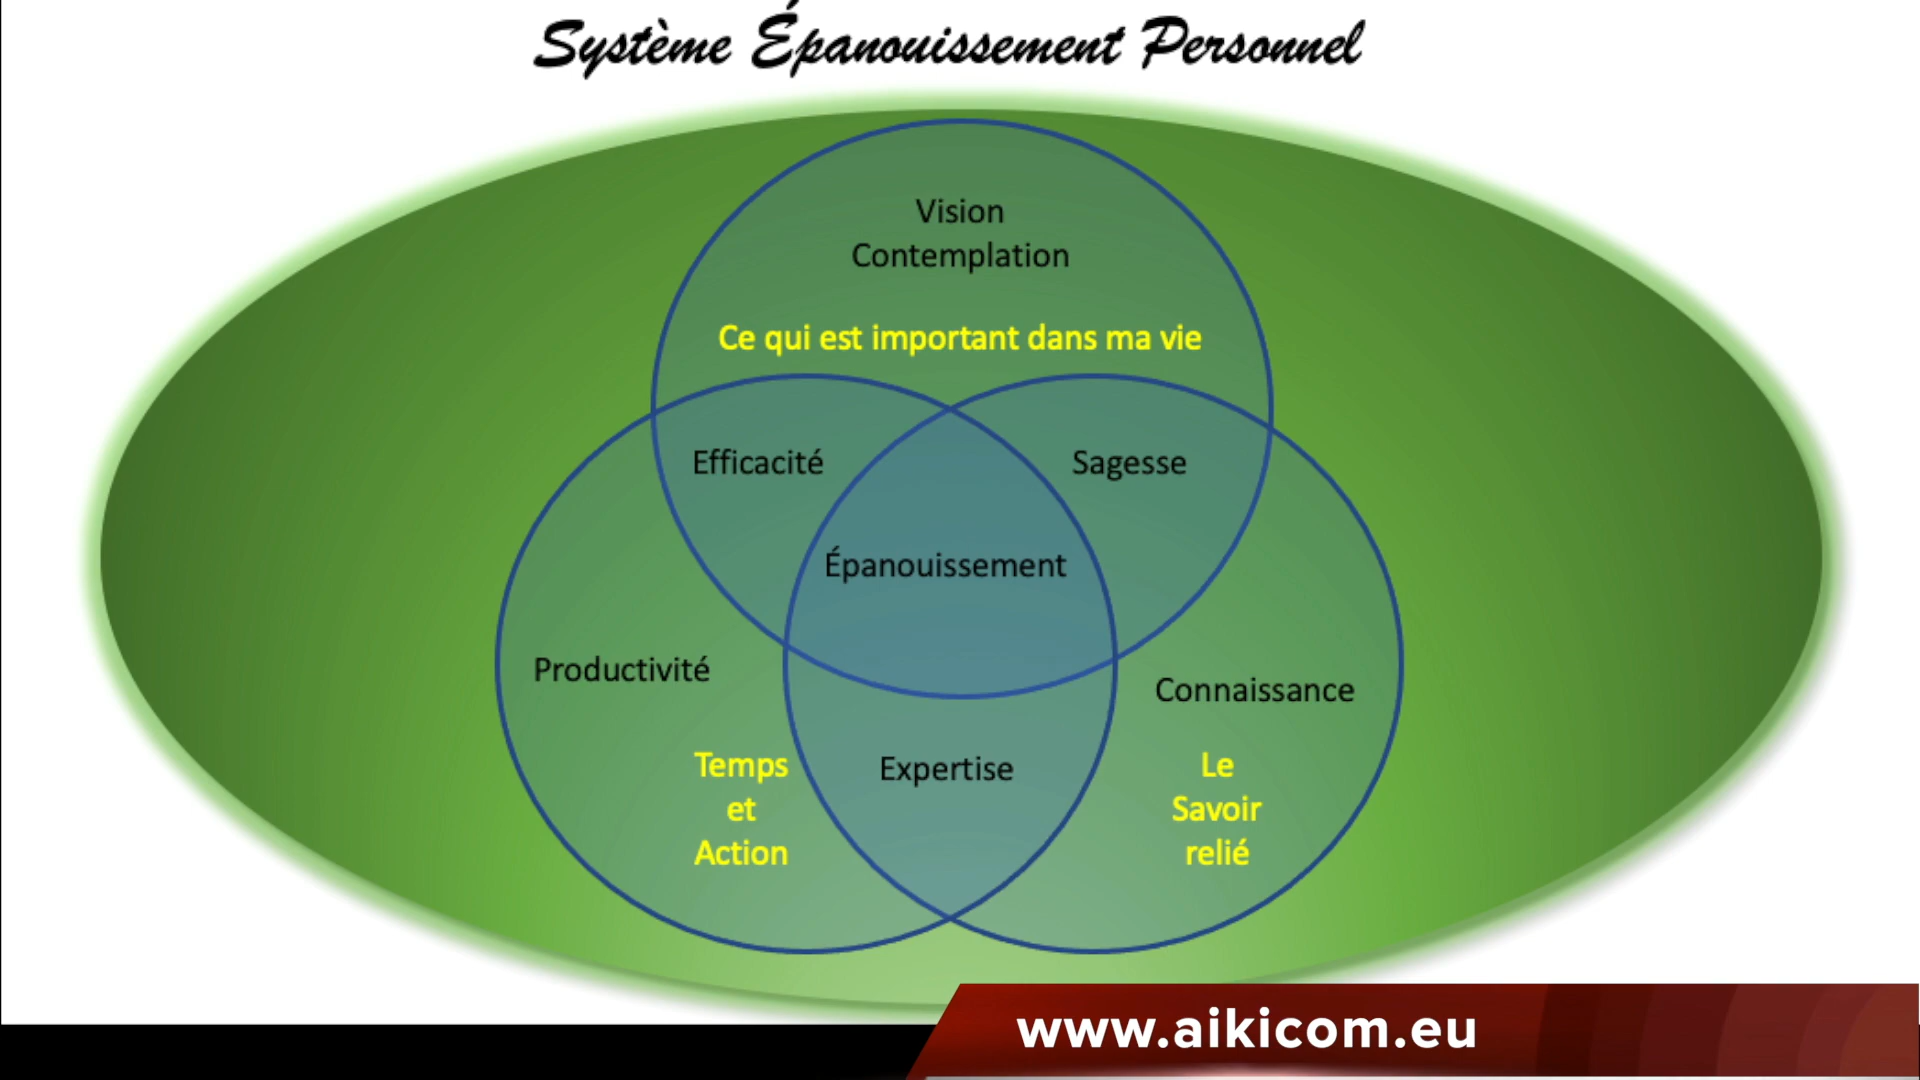 Système Épanouissement Personnel
Vision
Contemplation
Ce qui est important dans ma vie
Efficacité
Sagesse
Épanouissement
Productivité
Connaissance
Temps
et
Action
Expertise
Le
Savoir
relié
www.aikicom.eu